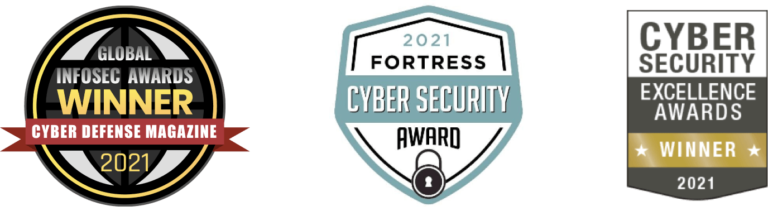 GLOBAL
INFOSEC AWARDS
WINNER
CYBER DEFENSE MAGAZINE
2021
2021
FORTRESS
CYBER SECURITY
AWARD
CYBER
SECURITY
EXCELLENCE
AWARDS
WINNER
2021